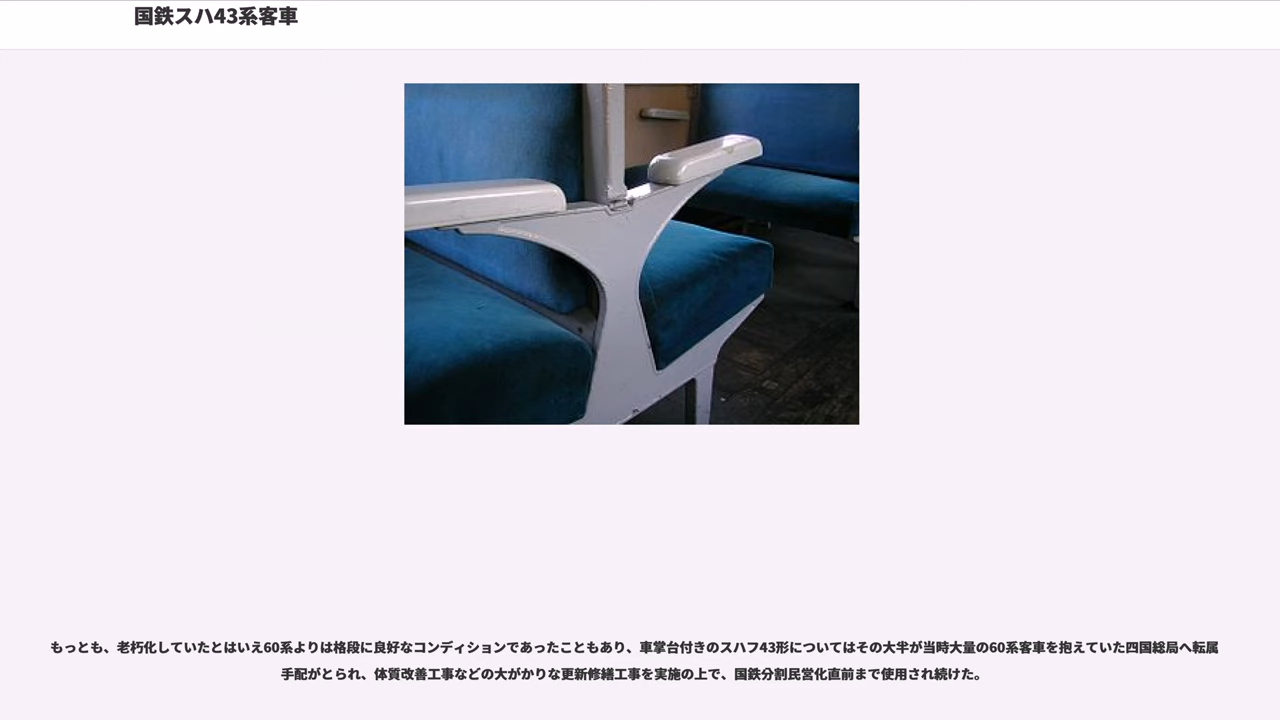 国鉄スハ43系客車
もっとも、老朽化していたとはいえ60系よりは格段に良好なコンディションであったこともあり、車掌台付きのスハフ43形についてはその大半が当時大量の60系客車を抱えていた四国総局へ転属
手配がとられ、体質改善工事などの大がかりな更新修繕工事を実施の上で、国鉄分割民営化直前まで使用され続けた。